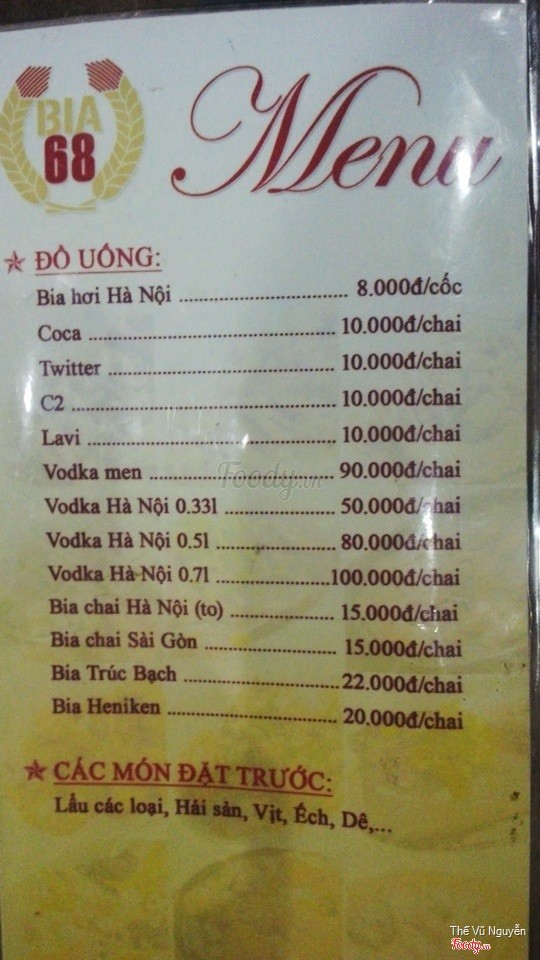 BIA
68
Menu
ĐỒ UỐNG:
Bia hơi Hà Nội ........ 8.000đ/cốc
Coca ........ 10.000đ/chai
Twitter ........ 10.000đ/chai
C2 ........ 10.000đ/chai
Lavi ........ 10.000đ/chai
Vodka men ........ 90.000đ/chai
Vodka Hà Nội 0.33l ........ 50.000đ/chai
Vodka Hà Nội 0.5l ........ 80.000đ/chai
Vodka Hà Nội 0.7l ........ 100.000đ/chai
Bia chai Hà Nội (to) ........ 15.000đ/chai
Bia chai Sài Gòn ........ 15.000đ/chai
Bia Trúc Bạch ........ 22.000đ/chai
Bia Heniken ........ 20.000đ/chai
CÁC MÓN ĐẶT TRƯỚC:
Lẩu các loại, Hải sản, Vịt, Ếch, Dê,...
Foody.vn
Thế Vũ Nguyễn
Foody.vn